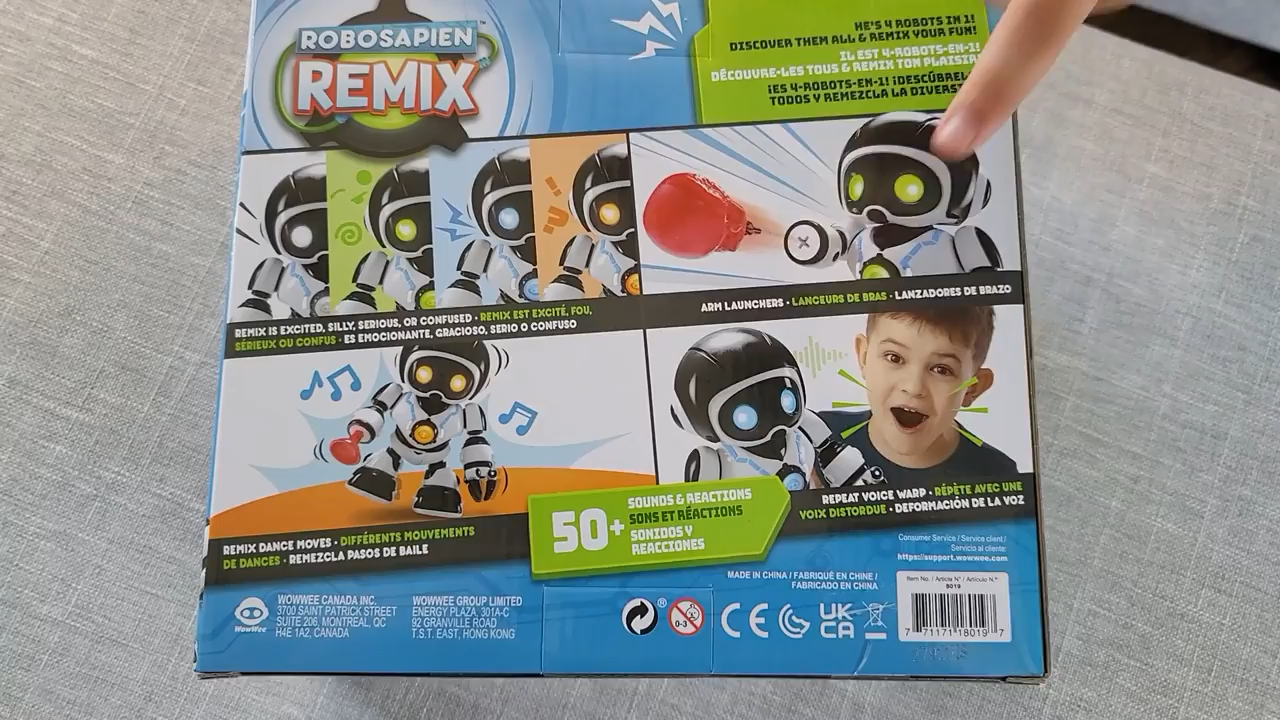 ROBOSAPIEN™
REMIX
HE'S 4 ROBOTS IN 1!
DISCOVER THEM ALL & REMIX YOUR FUN!
IL EST 4-ROBOTS-EN-1!
DÉCOUVRE-LES TOUS & REMIX TON PLAISIR
¡ES 4-ROBOTS-EN-1!
TODOS Y REMEZCLA LA
REMIX IS EXCITED, SILLY, SERIOUS, OR CONFUSED • REMIX EST EXCITÉ, FOU,
SÉRIEUX OU CONFUS • ES EMOCIONANTE, GRACIOSO, SERIO O CONFUSO
ARM LAUNCHERS • LANCEURS DE BRAS • LANZADORES DE BRAZO
REMIX DANCE MOVES • DIFFÉRENTS MOUVEMENTS
DE DANCES • REMEZCLA PASOS DE BAILE
50+
SOUNDS & REACTIONS
SONS ET RÉACTIONS
SONIDOS Y
REACCIONES
REPEAT VOICE WARP • RÉPÈTE AVEC UNE
VOIX DISTORDUE • DEFORMACIÓN DE LA VOZ
Consumer Service / Service client /
Servicio al cliente:
https://support.wowwee.com
MADE IN CHINA / FABRIQUÉ EN CHINE /
FABRICADO EN CHINA
Item No. / Article N° / Artículo N.°
8019
7 71171 18019 7
WowWee
WOWWEE CANADA INC.
3700 SAINT PATRICK STREET
SUITE 206, MONTREAL, QC
H4E 1A2, CANADA
WOWWEE GROUP LIMITED
ENERGY PLAZA, 301A-C
92 GRANVILLE ROAD
T.S.T. EAST, HONG KONG
®
0-3
CE
UK
CA